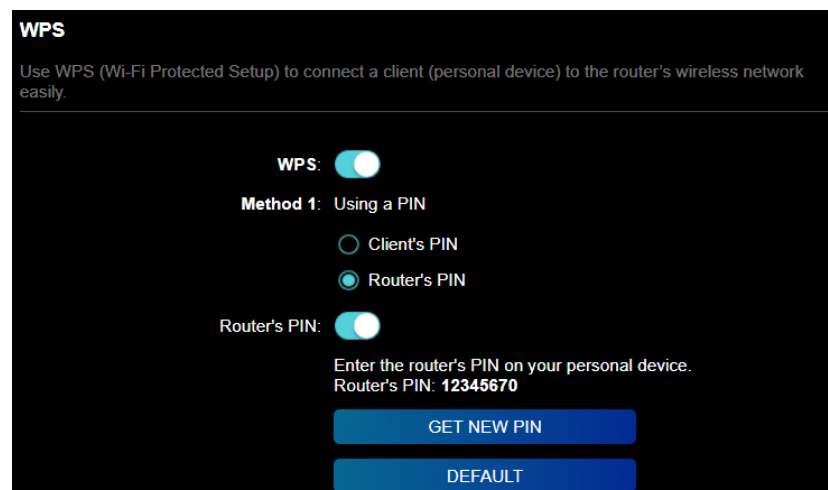 WPS
Use WPS (Wi-Fi Protected Setup) to connect a client (personal device) to the router's wireless network
easily.
WPS:
Method 1: Using a PIN
Client's PIN
Router's PIN
Router's PIN:
Enter the router's PIN on your personal device.
Router's PIN: 12345670
GET NEW PIN
DEFAULT